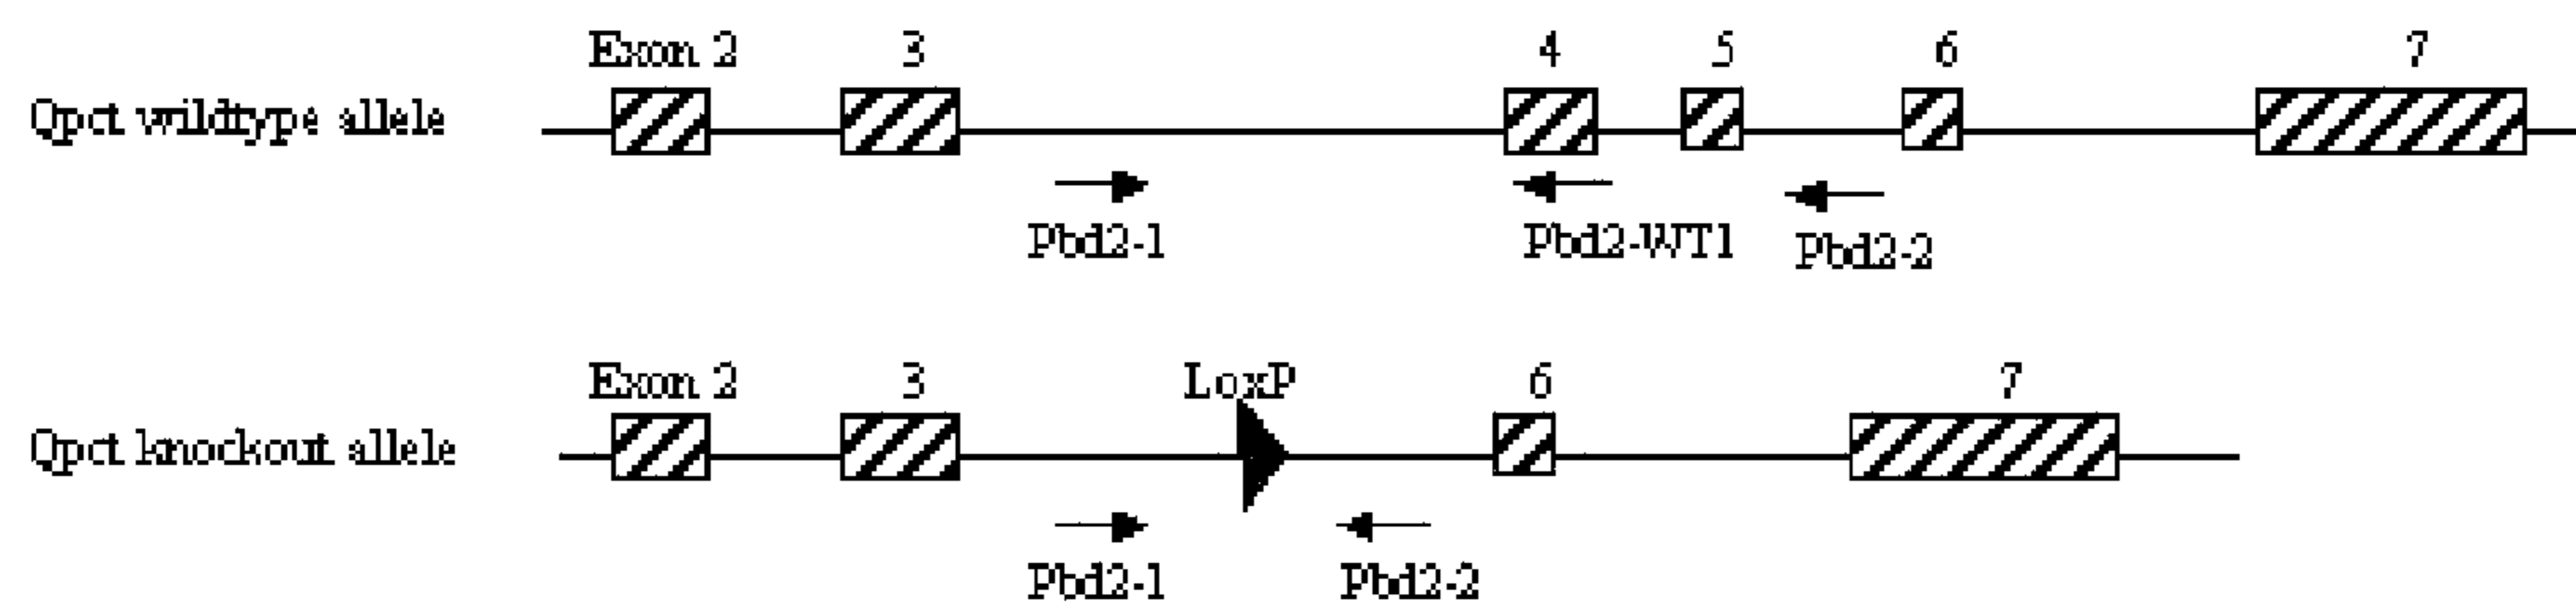 Exon 2 3 4 5 6 7
Qpct wildtype allele
Pbd2-1 Pbd2-WT1 Pbd2-2
Exon 2 3 LoxP 6 7
Qpct knockout allele
Pbd2-1 Pbd2-2